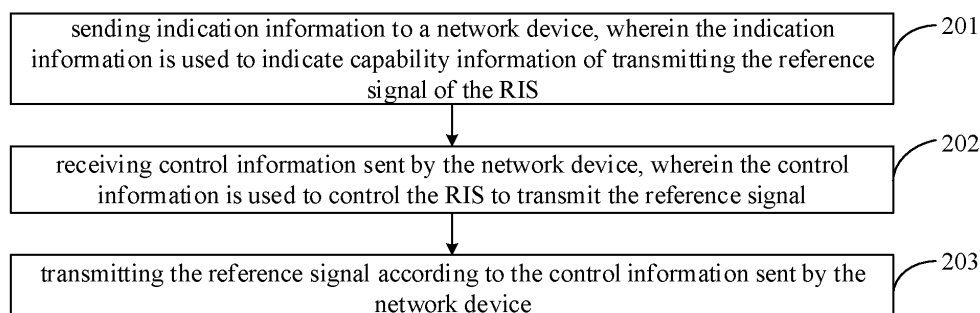 sending indication information to a network device, wherein the indication
201
information is used to indicate capability information of transmitting the reference
signal of the RIS
receiving control information sent by the network device, wherein the control
202
information is used to control the RIS to transmit the reference signal
transmitting the reference signal according to the control information sent by the
203
network device